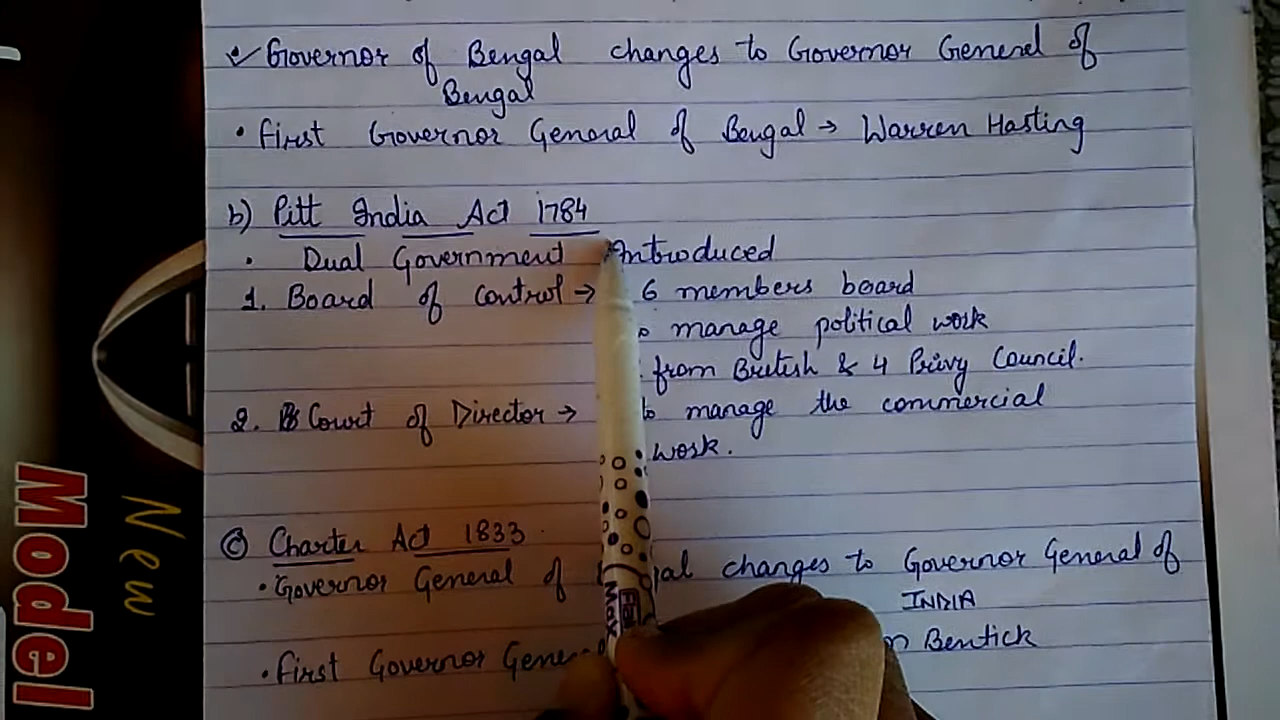 ✓ Governor of Bengal changes to Governor General of
Bengal
• First Governor General of Bengal → Warren Hasting
b) Pitt India Act 1784
• Dual Government Introduced
1. Board of Control → 6 members board
manage political work
from British & 4 Privy Council.
2. Court of Director → to manage the commercial
work.
© Charter Act 1833
• Governor General of changes to Governor General of
INDIA
• First Governor Bentick
New
Model
Max